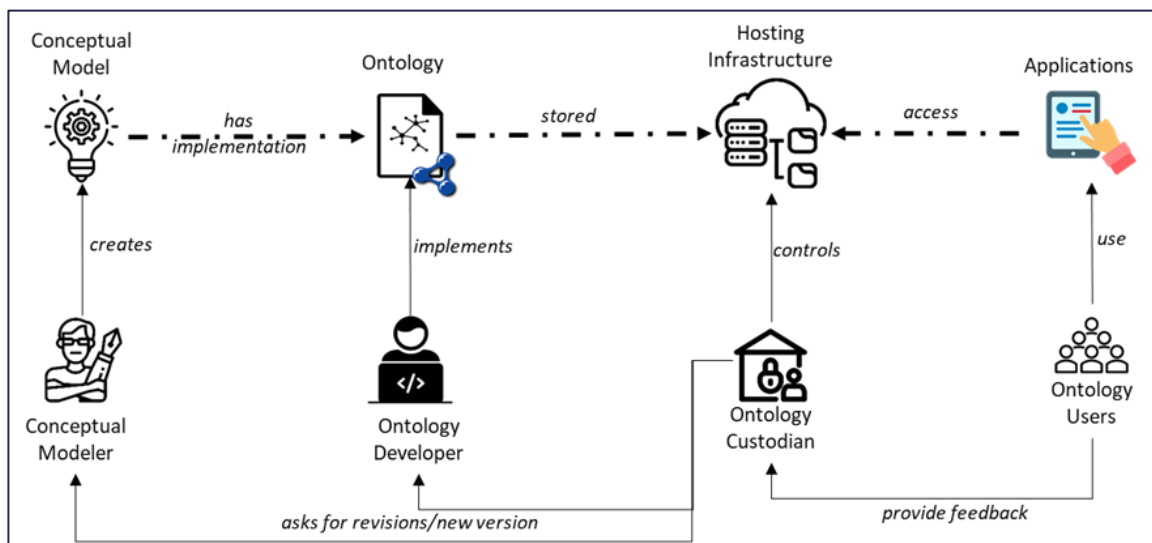 Conceptual
Model
Ontology
Hosting
Infrastructure
Applications
has
implementation
stored
access
creates
implements
controls
use
</>
Conceptual
Modeler
Ontology
Developer
Ontology
Custodian
Ontology
Users
asks for revisions/new version
provide feedback